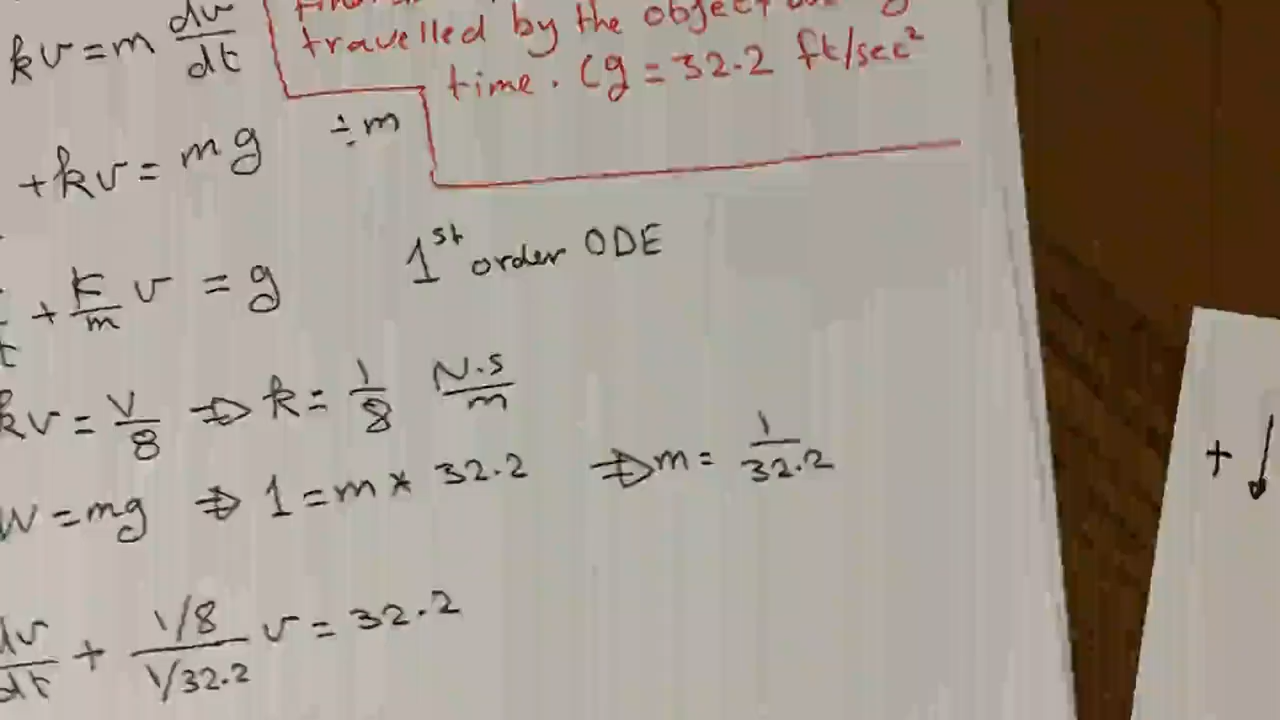 kv = m dv/dt
travelled by the object
time. (g = 32.2 ft/sec²
+ kv = mg ÷m
+ k/m v = g 1st order ODE
kv = v/8 ⇒ k = 1/8 N.s/m
W = mg ⇒ 1 = m * 32.2 ⇒ m = 1/32.2
dv/dt + (1/8)/(1/32.2) v = 32.2
+ ↓